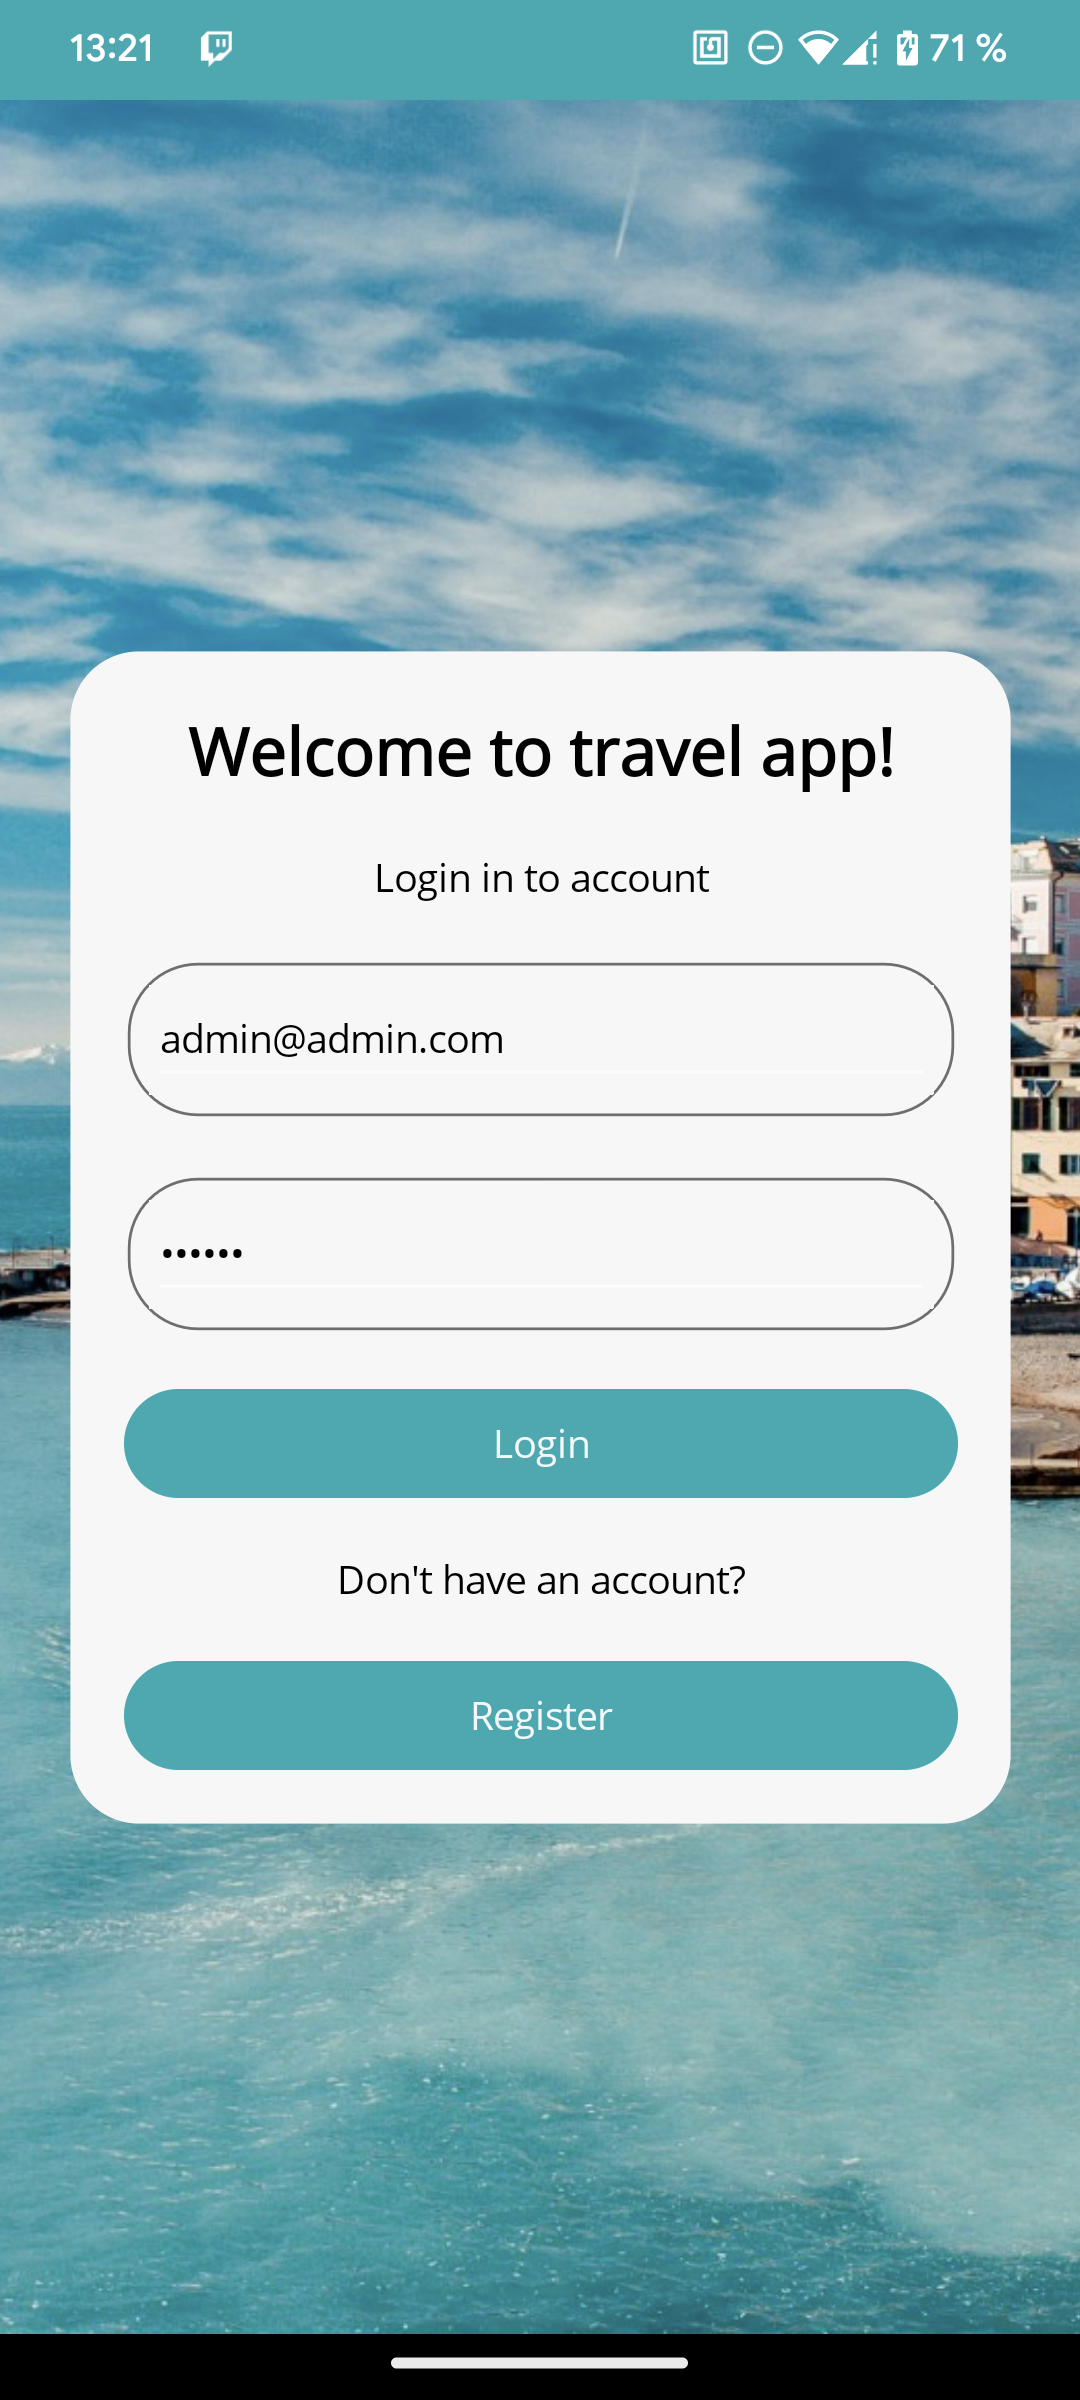 13:21 71 %
Welcome to travel app!
Login in to account
admin@admin.com
••••••
Login
Don't have an account?
Register